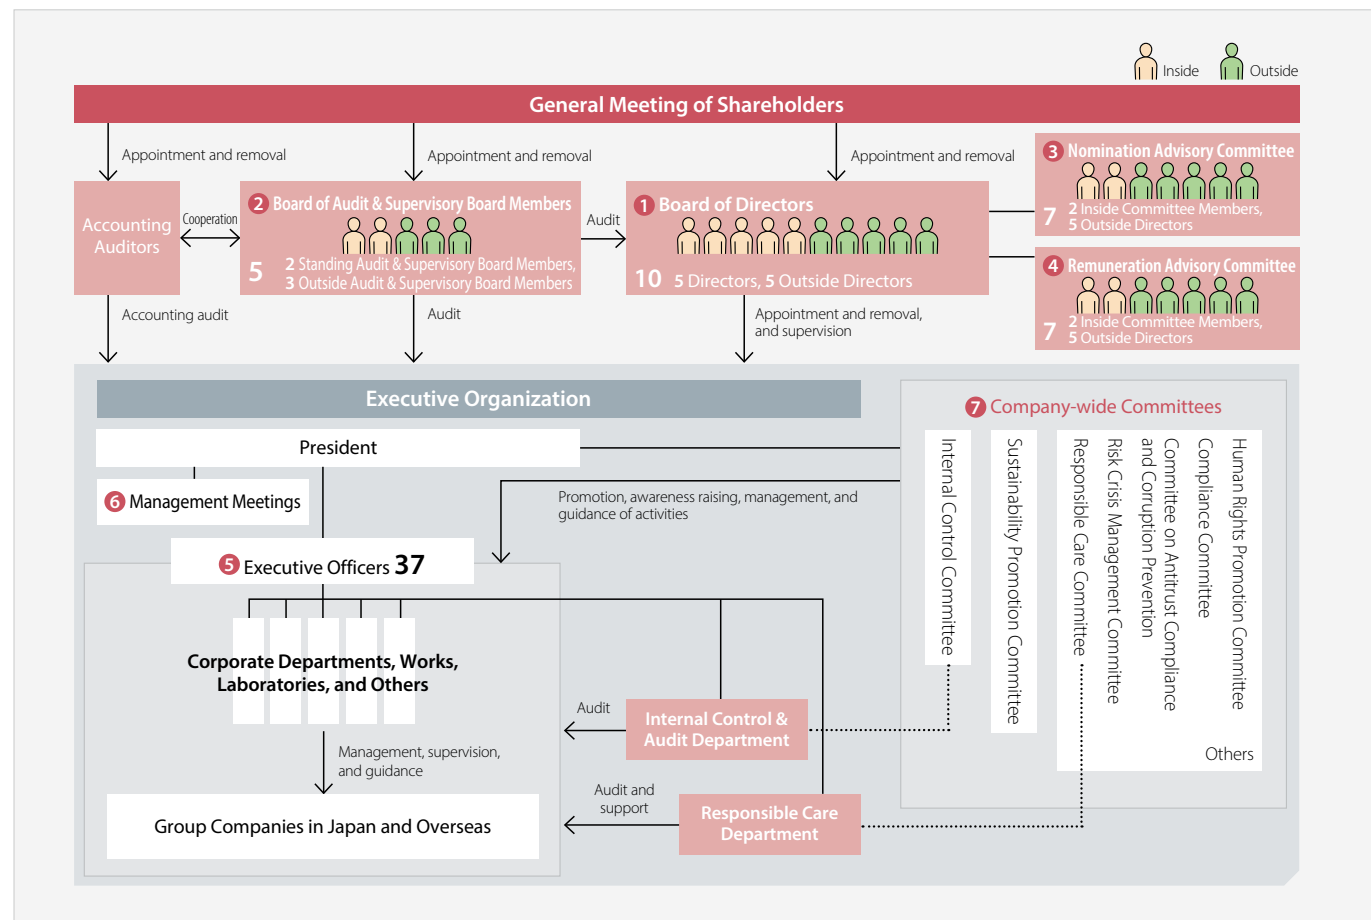 Inside
Outside
General Meeting of Shareholders
Appointment and removal
Appointment and removal
Appointment and removal
Accounting
Auditors
Cooperation
2 Board of Audit & Supervisory Board Members
5
2 Standing Audit & Supervisory Board Members,
3 Outside Audit & Supervisory Board Members
Audit
1 Board of Directors
10
5 Directors, 5 Outside Directors
3 Nomination Advisory Committee
7
2 Inside Committee Members,
5 Outside Directors
4 Remuneration Advisory Committee
7
2 Inside Committee Members,
5 Outside Directors
Accounting audit
Audit
Appointment and removal,
and supervision
Executive Organization
President
6 Management Meetings
Promotion, awareness raising, management, and
guidance of activities
5 Executive Officers 37
Corporate Departments, Works,
Laboratories, and Others
Management, supervision,
and guidance
Group Companies in Japan and Overseas
Audit
Internal Control &
Audit Department
Audit and
support
Responsible Care
Department
7 Company-wide Committees
Internal Control Committee
Sustainability Promotion Committee
Responsible Care Committee
Risk Crisis Management Committee
Committee on Antitrust Compliance
and Corruption Prevention
Compliance Committee
Human Rights Promotion Committee
Others